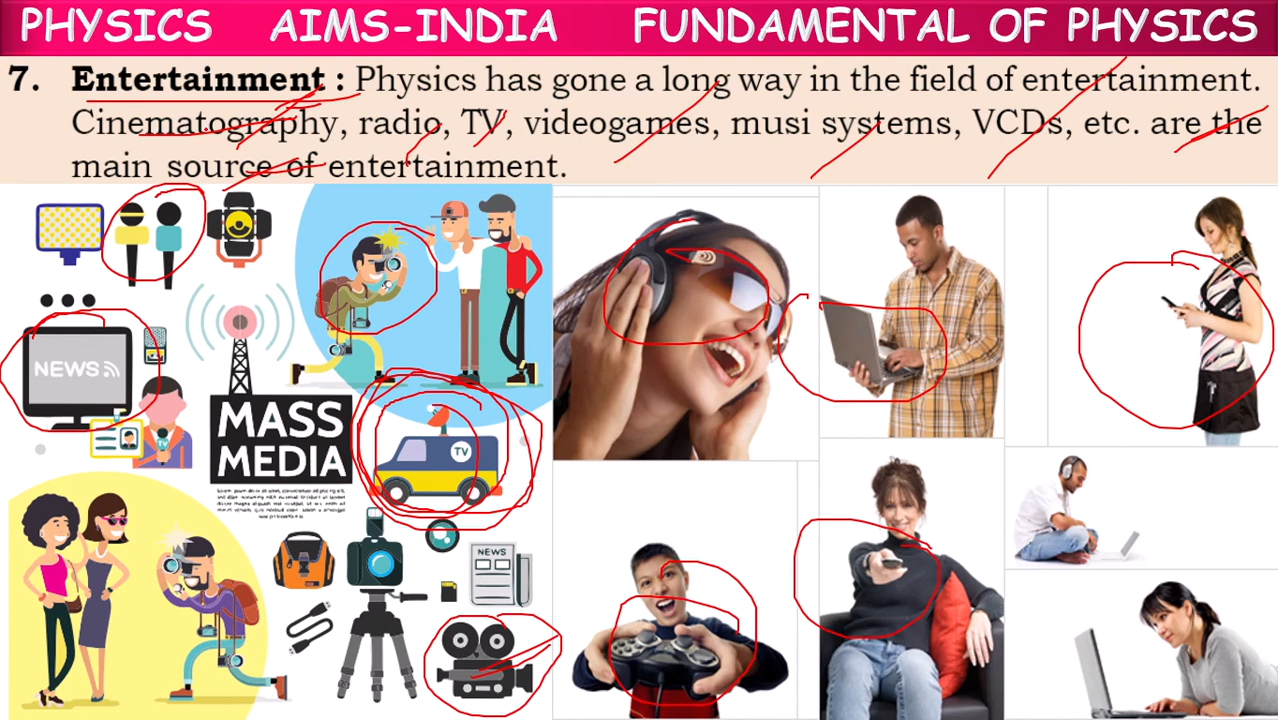 PHYSICS AIMS-INDIA FUNDAMENTAL OF PHYSICS
7. Entertainment : Physics has gone a long way in the field of entertainment.
Cinematography, radio, TV, videogames, musi systems, VCDs, etc. are the
main source of entertainment.
NEWS
TV
MASS
MEDIA
TV
NEWS